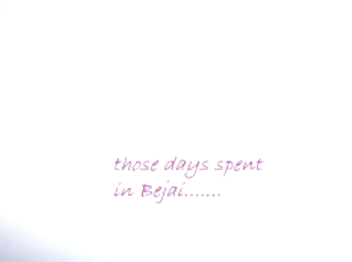 those days spent
in Bejai.......